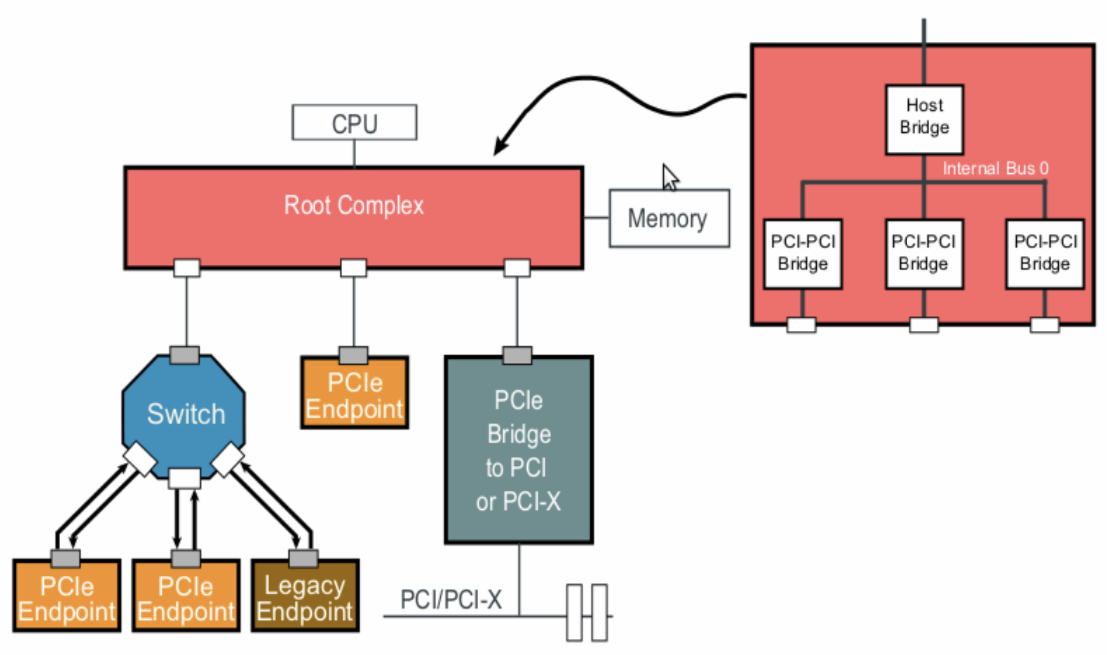 CPU
Root Complex
Memory
Host
Bridge
Internal Bus 0
PCI-PCI
Bridge
PCI-PCI
Bridge
PCI-PCI
Bridge
Switch
PCIe
Endpoint
PCIe
Bridge
to PCI
or PCI-X
PCIe
Endpoint
PCIe
Endpoint
Legacy
Endpoint
PCI/PCI-X